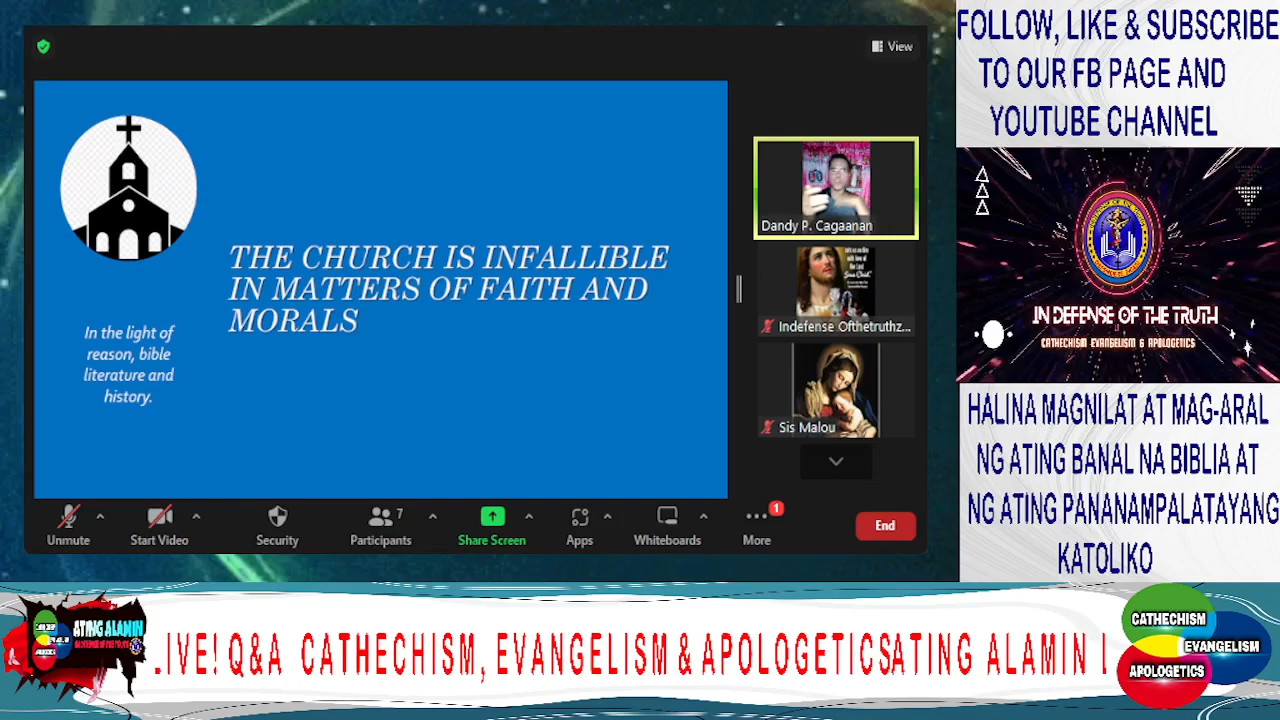 View
THE CHURCH IS INFALLIBLE
IN MATTERS OF FAITH AND
MORALS
In the light of
reason, bible
literature and
history.
Dandy P. Cagaanan
Indefense Ofthetruthz...
Sis Malou
Unmute
Start Video
Security
7
Participants
Share Screen
Apps
Whiteboards
1
More
End
FOLLOW, LIKE & SUBSCRIBE
TO OUR FB PAGE AND
YOUTUBE CHANNEL
IN DEFENSE OF THE TRUTH
CATHECHISM EVANGELISM & APOLOGETICS
HALINA MAGNILAT AT MAG-ARAL
NG ATING BANAL NA BIBLIA AT
NG ATING PANANAMPALATAYANG
KATOLIKO
ATING ALAMIN
.IVE! Q&A CATHECHISM, EVANGELISM & APOLOGETICSATING ALAMIN I
CATHECHISM
EVANGELISM
APOLOGETICS